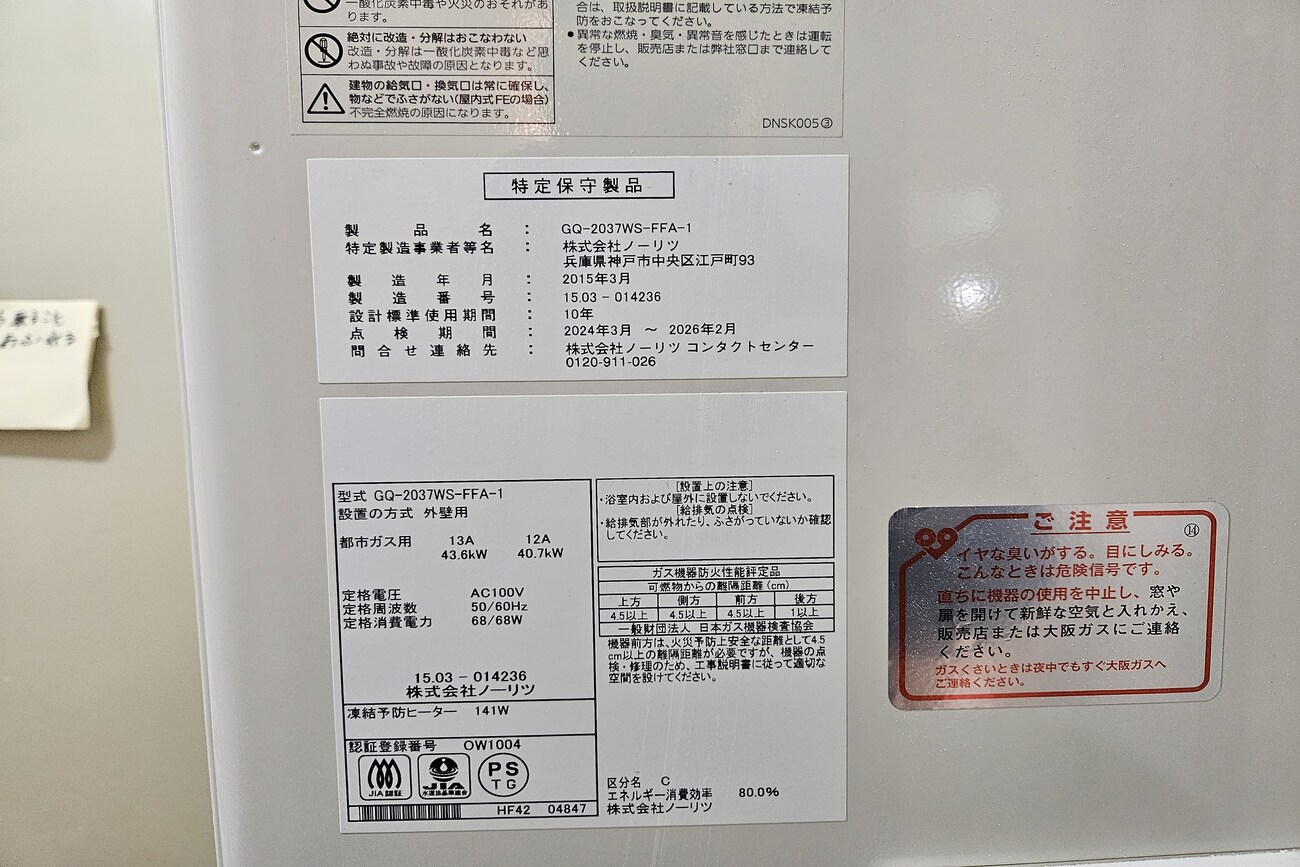 一酸化炭素中毒や火災のおそれがあ
ります。
絶対に改造・分解はおこなわない
改造・分解は一酸化炭素中毒など思
わぬ事故や故障の原因となります。
建物の給気口・換気口は常に確保し、
物などでふさがない(屋内式FEの場合)
不完全燃焼の原因になります。
合は、取扱説明書に記載している方法で凍結予
防をおこなってください。
●異常な燃焼・臭気・異常音を感じたときは運転
を停止し、販売店または弊社窓口まで連絡して
ください。
DNSK005③
特定保守製品
製品名 : GQ-2037WS-FFA-1
特定製造事業者等名 : 株式会社ノーリツ
兵庫県神戸市中央区江戸町93
製造年月 : 2015年3月
製造番号 : 15.03 - 014236
設計標準使用期間 : 10年
点検期間 : 2024年3月 ～ 2026年2月
問合せ連絡先 : 株式会社ノーリツ コンタクトセンター
0120-911-026
型式 GQ-2037WS-FFA-1
設置の方式 外壁用
都市ガス用 13A 12A
43.6kW 40.7kW
定格電圧 AC100V
定格周波数 50/60Hz
定格消費電力 68/68W
15.03 - 014236
株式会社ノーリツ
凍結予防ヒーター 141W
認証登録番号 OW1004
JIA認証
JIA
PS
TG
HF42 04847
[設置上の注意]
・浴室内および屋外に設置しないでください。
[給排気の点検]
・給排気部が外れたり、ふさがっていないか確認
してください。
ガス機器防火性能評定品
可燃物からの離隔距離(cm)
上方 側方 前方 後方
4.5以上 4.5以上 4.5以上 1以上
一般財団法人 日本ガス機器検査協会
機器前方は、火災予防上安全な距離として4.5
cm以上の離隔距離が必要ですが、機器の点
検・修理のため、工事説明書に従って適切な
空間を設けてください。
区分名 C
エネルギー消費効率 80.0%
株式会社ノーリツ
ご注意
⑭
イヤな臭いがする。目にしみる。
こんなときは危険信号です。
直ちに機器の使用を中止し、窓や
扉を開けて新鮮な空気と入れかえ、
販売店または大阪ガスにご連絡
ください。
ガスくさいときは夜中でもすぐ大阪ガスへ
ご連絡ください。